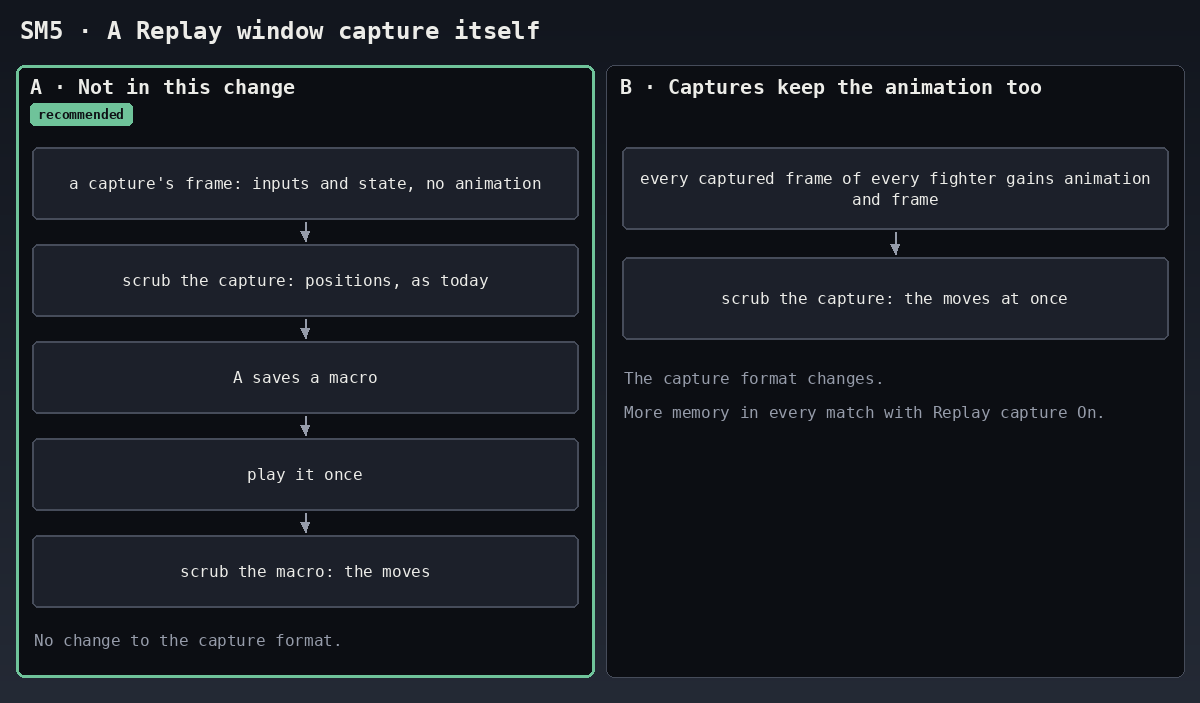 SM5 · A Replay window capture itself
A · Not in this change
recommended
a capture's frame: inputs and state, no animation
scrub the capture: positions, as today
A saves a macro
play it once
scrub the macro: the moves
No change to the capture format.
B · Captures keep the animation too
every captured frame of every fighter gains animation
and frame
scrub the capture: the moves at once
The capture format changes.
More memory in every match with Replay capture On.